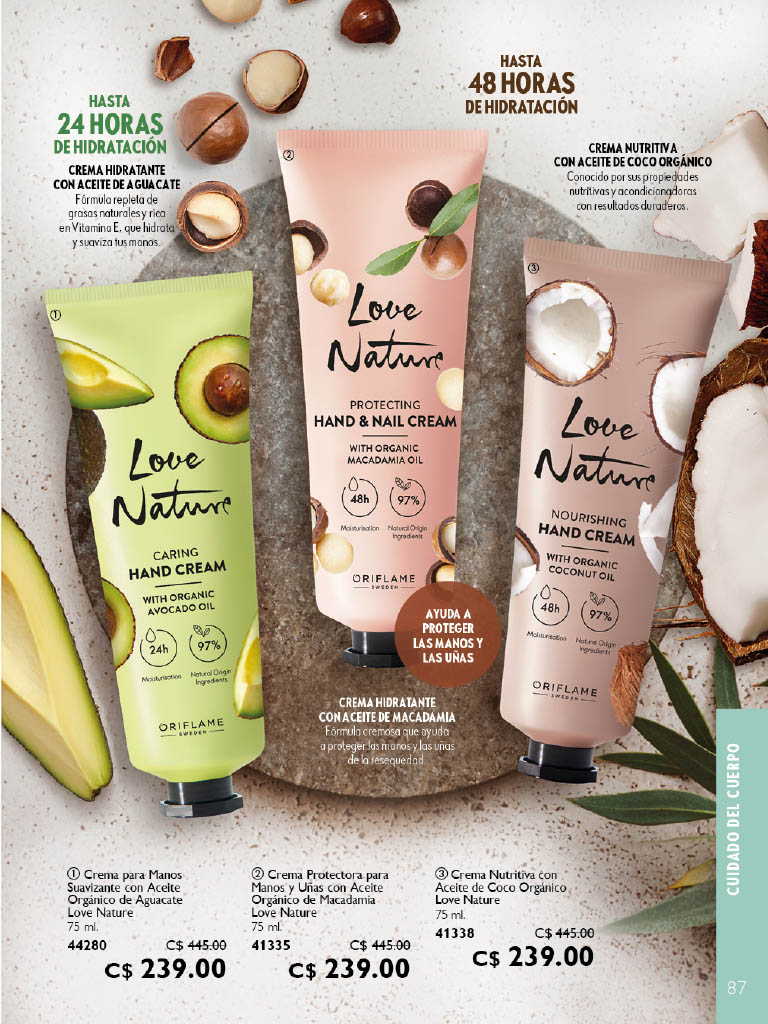 HASTA
24 HORAS
DE HIDRATACIÓN
CREMA HIDRATANTE
CON ACEITE DE AGUACATE
Fórmula repleta de
grasas naturales y rica
en Vitamina E, que hidrata
y suaviza tus manos.
HASTA
48 HORAS
DE HIDRATACIÓN
CREMA NUTRITIVA
CON ACEITE DE COCO ORGÁNICO
Conocido por sus propiedades
nutritivas y acondicionadoras
con resultados duraderos.
①
Love
Nature
CARING
HAND CREAM
WITH ORGANIC
AVOCADO OIL
24h
97%
Moisturisation
Natural Origin
Ingredients
ORIFLAME
SWEDEN
②
Love
Nature
PROTECTING
HAND & NAIL CREAM
WITH ORGANIC
MACADAMIA OIL
48h
97%
Moisturisation
Natural Origin
Ingredients
ORIFLAME
SWEDEN
③
Love
Nature
NOURISHING
HAND CREAM
WITH ORGANIC
COCONUT OIL
48h
97%
Moisturisation
Natural Origin
Ingredients
ORIFLAME
SWEDEN
AYUDA A
PROTEGER
LAS MANOS Y
LAS UÑAS
CREMA HIDRATANTE
CON ACEITE DE MACADAMIA
Fórmula cremosa que ayuda
a proteger las manos y las uñas
de la resequedad.
① Crema para Manos
Suavizante con Aceite
Orgánico de Aguacate
Love Nature
75 ml.
44280 C$ 445.00
C$ 239.00
② Crema Protectora para
Manos y Uñas con Aceite
Orgánico de Macadamia
Love Nature
75 ml.
41335 C$ 445.00
C$ 239.00
③ Crema Nutritiva con
Aceite de Coco Orgánico
Love Nature
75 ml.
41338 C$ 445.00
C$ 239.00
CUIDADO DEL CUERPO
87